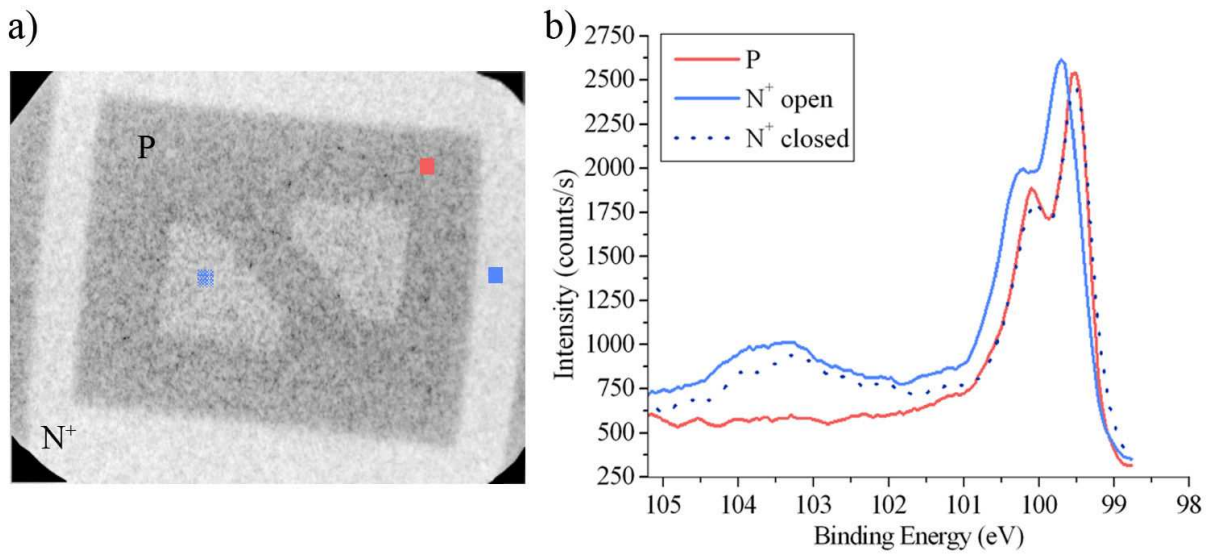 a)
P
N+
b)
2750
2500
2250
2000
1750
1500
1250
1000
750
500
250
Intensity (counts/s)
P
N+ open
N+ closed
105 104 103 102 101 100 99 98
Binding Energy (eV)